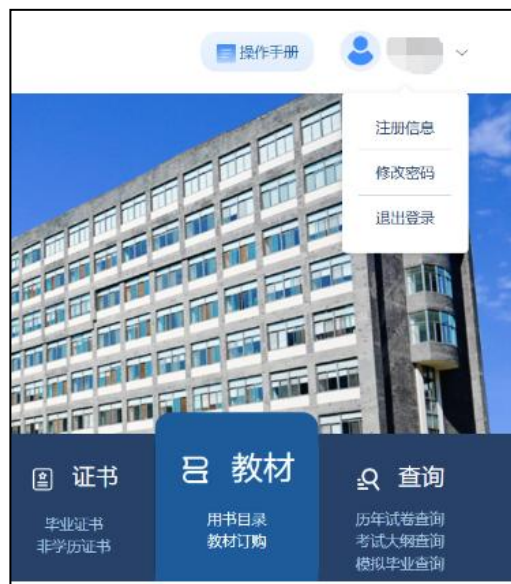 操作手册
注册信息
修改密码
退出登录
证书
毕业证书
非学历证书
教材
用书目录
教材订购
查询
历年试卷查询
考试大纲查询
模拟毕业查询